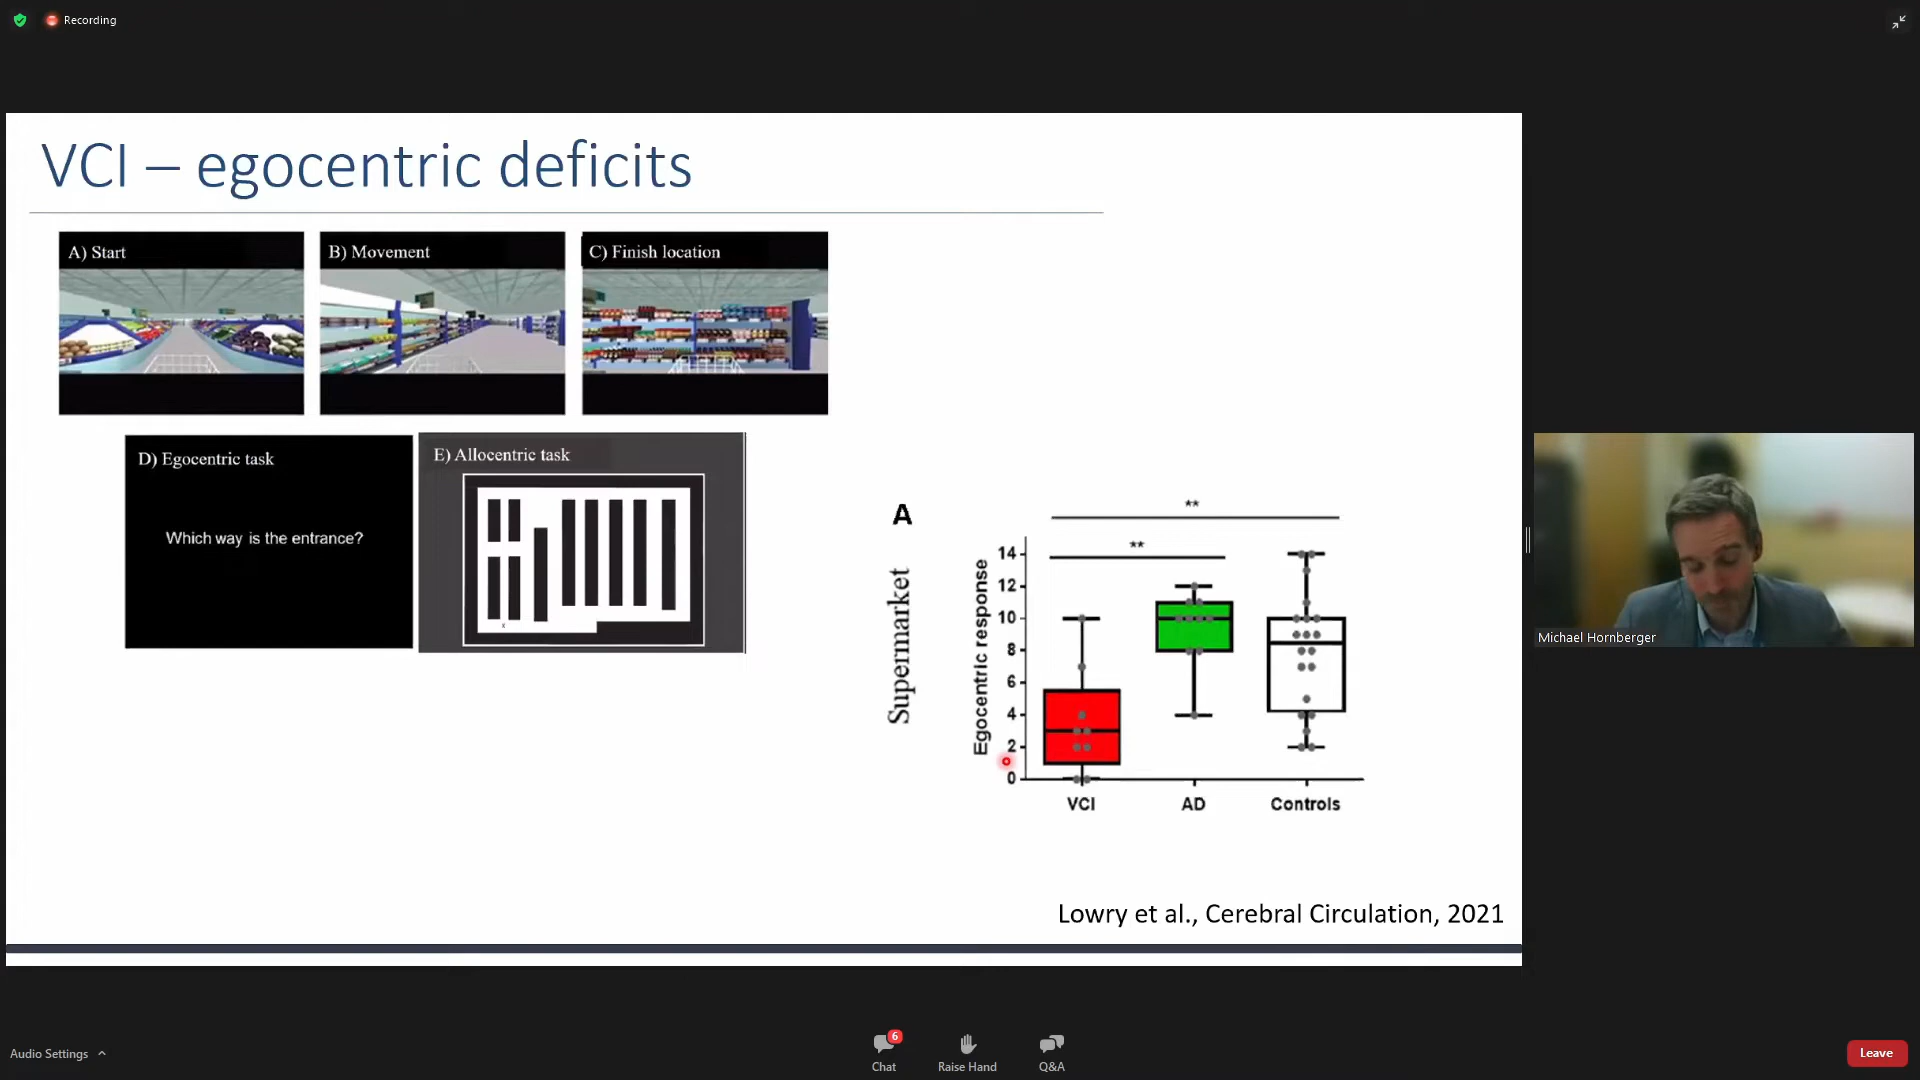 Recording
VCI – egocentric deficits
A) Start
B) Movement
C) Finish location
D) Egocentric task
Which way is the entrance?
E) Allocentric task
x
A
Supermarket
Egocentric response
**
**
14
12
10
8
6
4
2
0
VCI
AD
Controls
Lowry et al., Cerebral Circulation, 2021
Michael Hornberger
Audio Settings
6
Chat
Raise Hand
Q&A
Leave